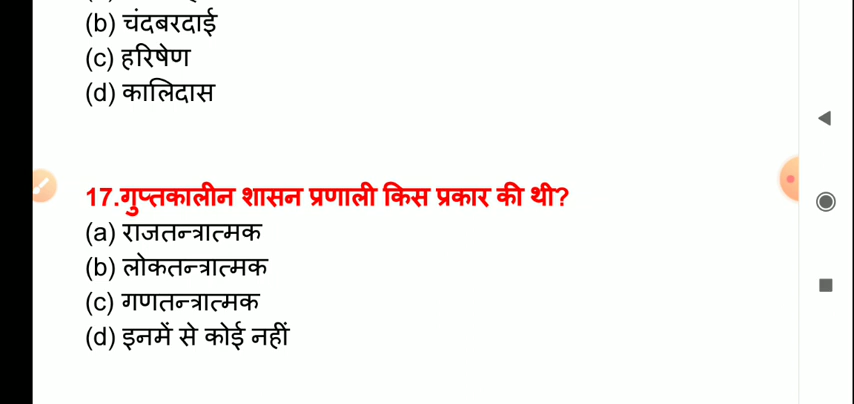 (b) चंदबरदाई
(c) हरिषेण
(d) कालिदास
17.गुप्तकालीन शासन प्रणाली किस प्रकार की थी?
(a) राजतन्त्रात्मक
(b) लोकतन्त्रात्मक
(c) गणतन्त्रात्मक
(d) इनमें से कोई नहीं